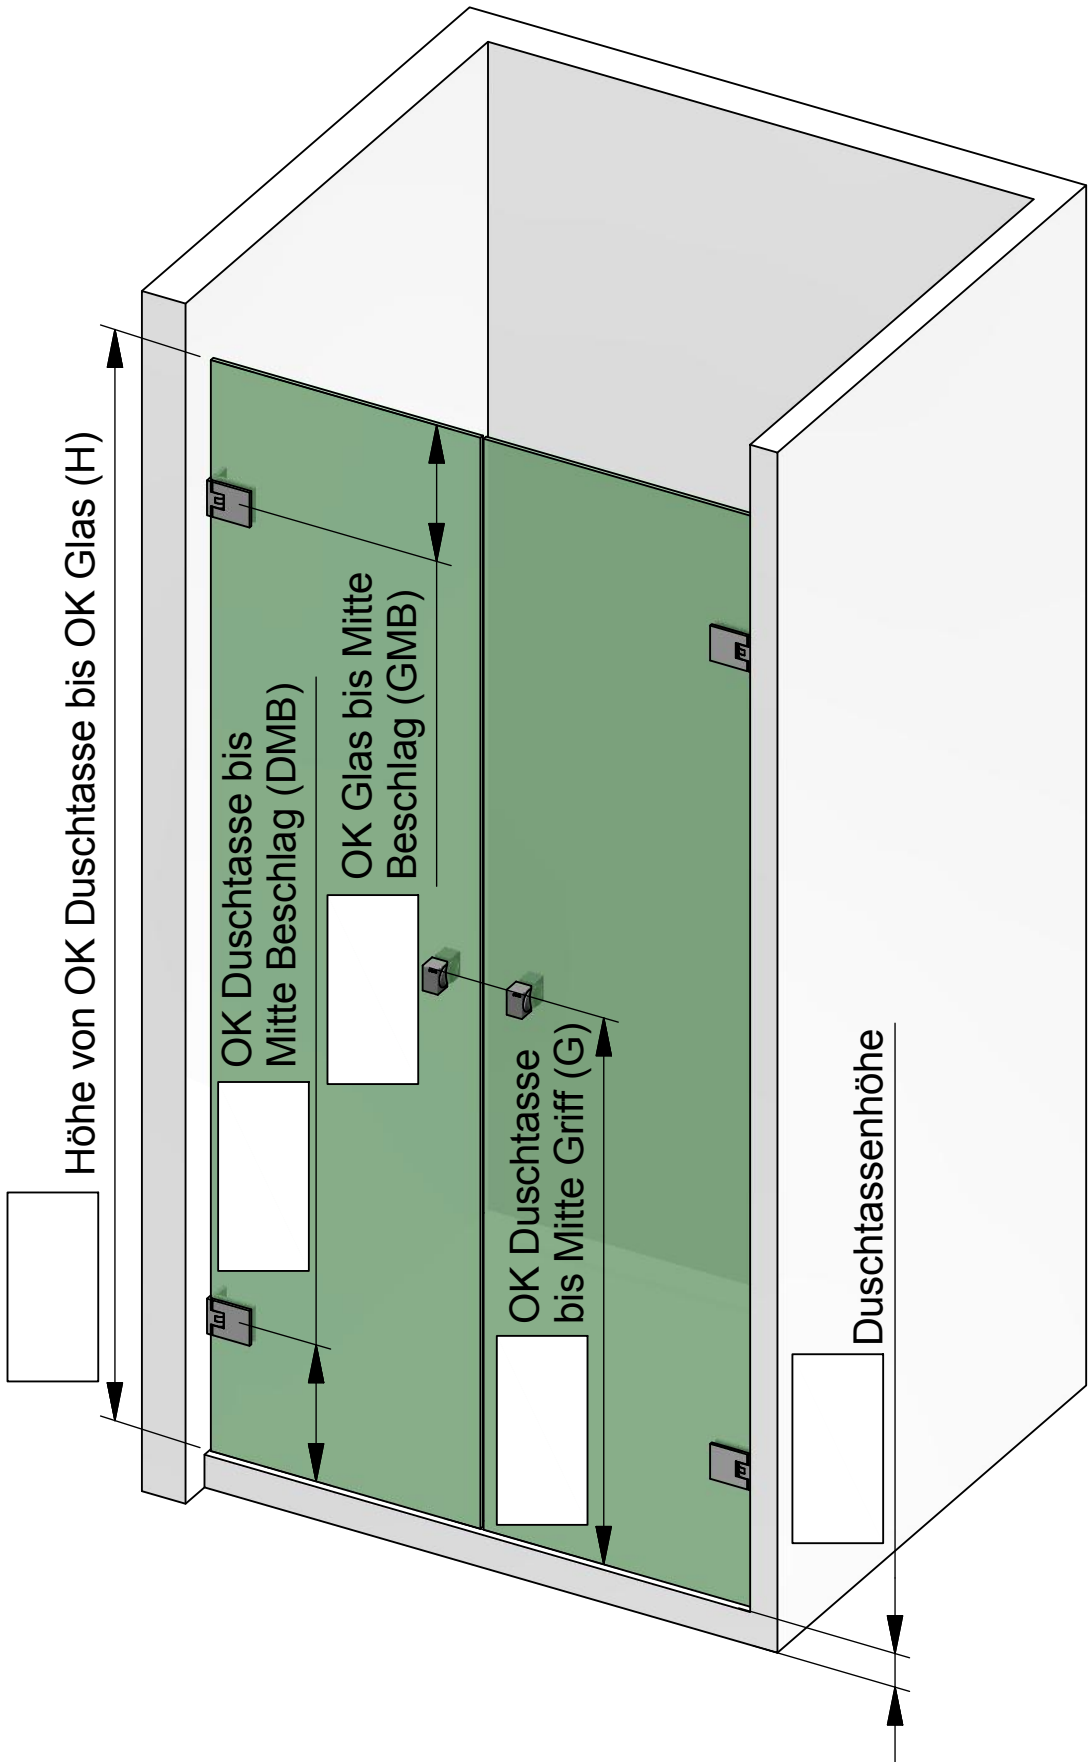 Höhe von OK Duschtasse bis OK Glas (H)
OK Duschtasse bis
Mitte Beschlag (DMB)
OK Glas bis Mitte
Beschlag (GMB)
OK Duschtasse
bis Mitte Griff (G)
Duschtassenhöhe